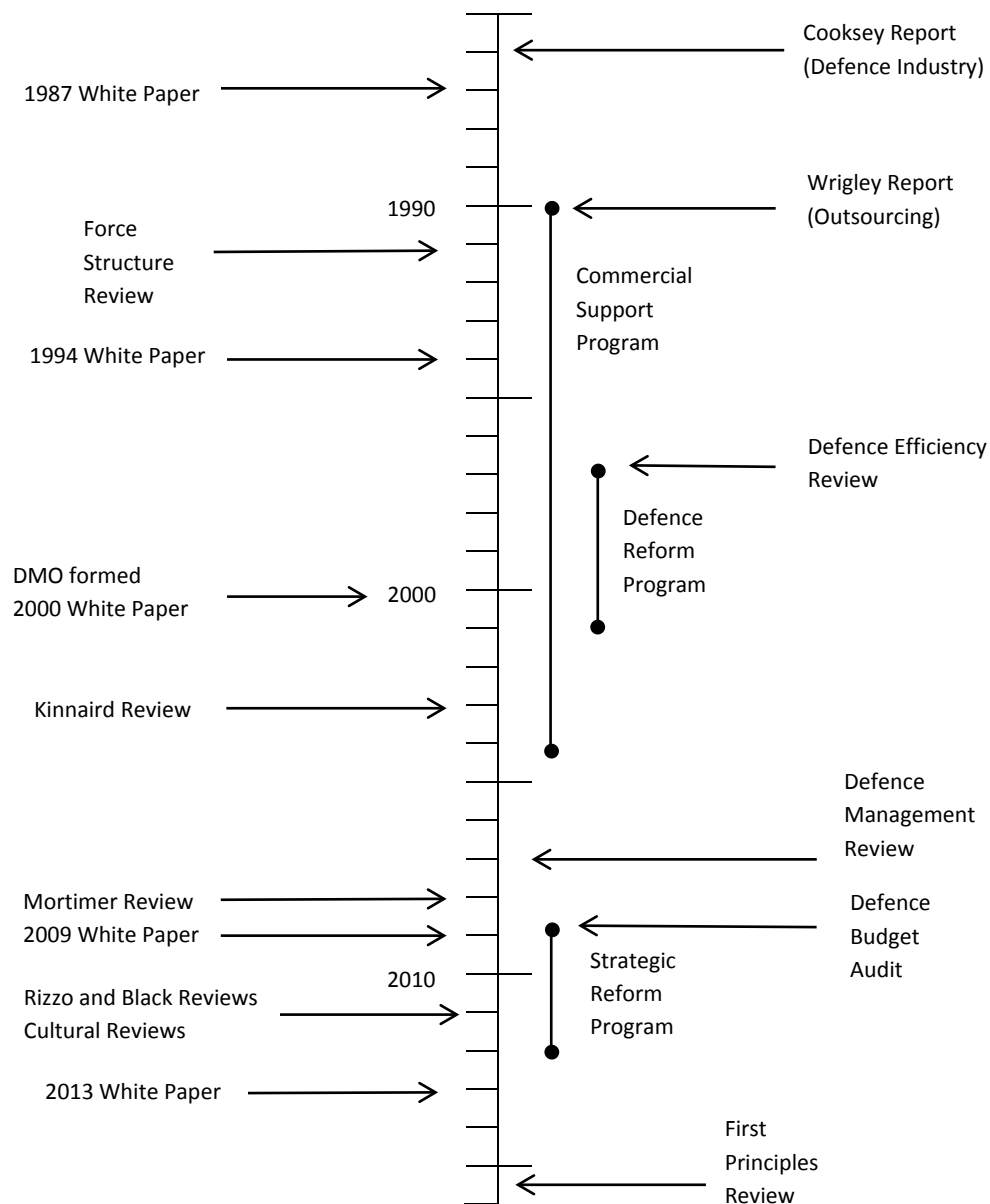 Cooksey Report
(Defence Industry)
1987 White Paper
Wrigley Report
(Outsourcing)
1990
Force
Structure
Review
Commercial
Support
Program
1994 White Paper
Defence Efficiency
Review
Defence
Reform
Program
DMO formed
2000 White Paper
2000
Kinnaird Review
Defence
Management
Review
Mortimer Review
2009 White Paper
Defence
Budget
Audit
Strategic
Reform
Program
2010
Rizzo and Black Reviews
Cultural Reviews
2013 White Paper
First
Principles
Review